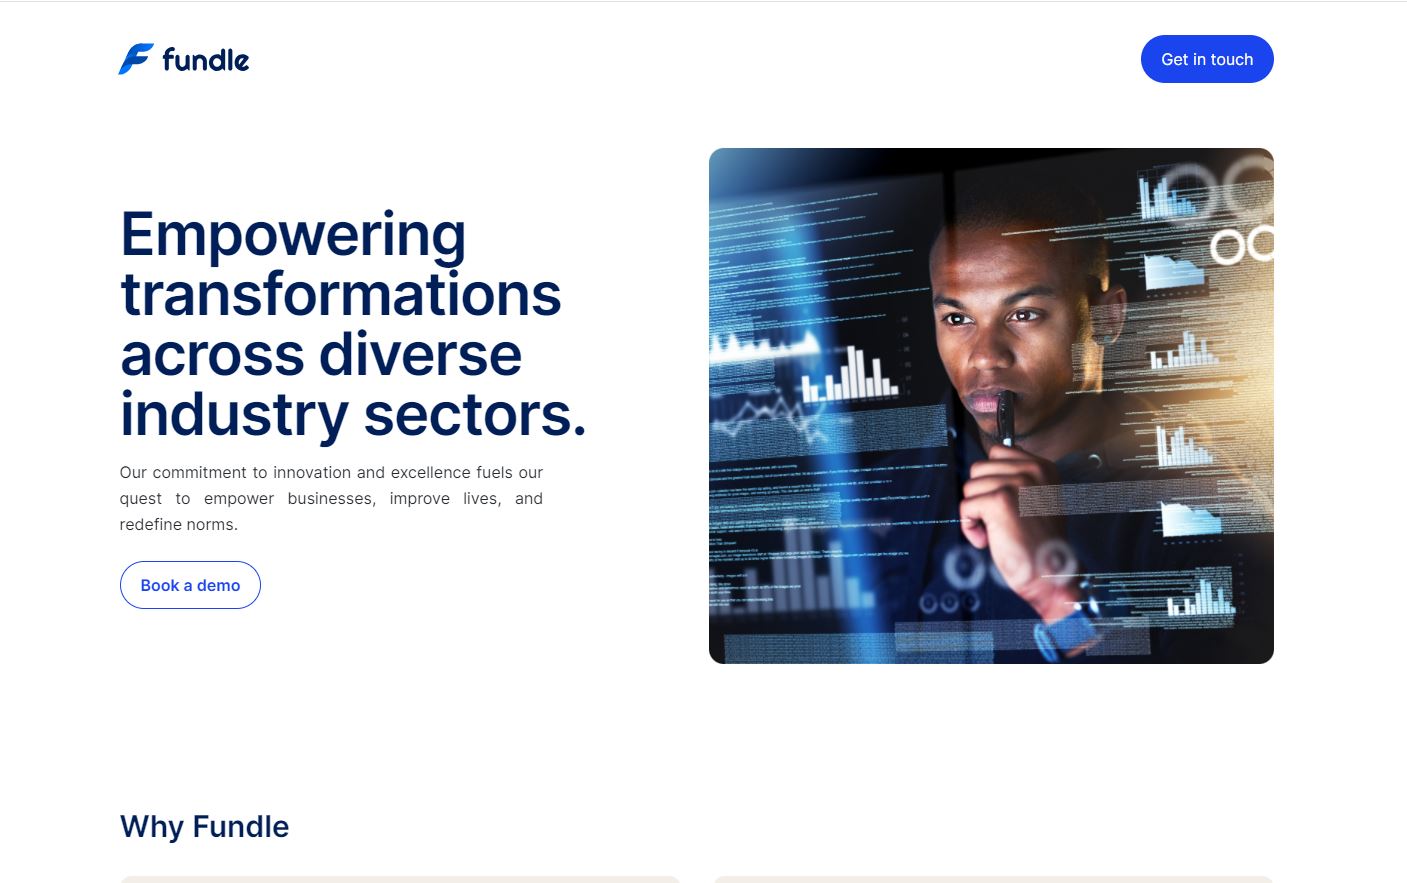 fundle
Get in touch
Empowering
transformations
across diverse
industry sectors.
Our commitment to innovation and excellence fuels our
quest to empower businesses, improve lives, and
redefine norms.
Book a demo
Why Fundle